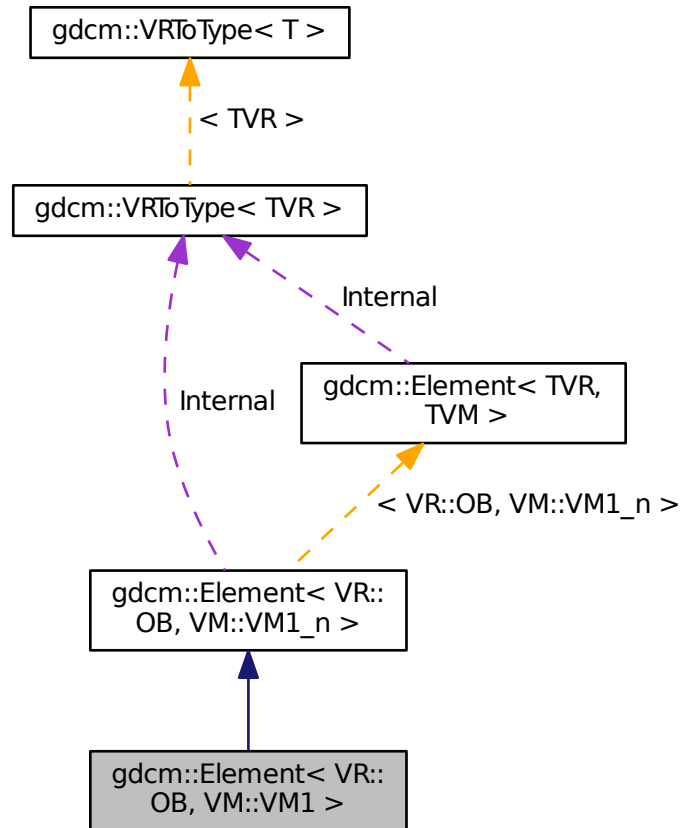 gdcm::VRToType< T >
< TVR >
gdcm::VRToType< TVR >
Internal
gdcm::Element< TVR,
TVM >
Internal
< VR::OB, VM::VM1_n >
gdcm::Element< VR::
OB, VM::VM1_n >
gdcm::Element< VR::
OB, VM::VM1 >